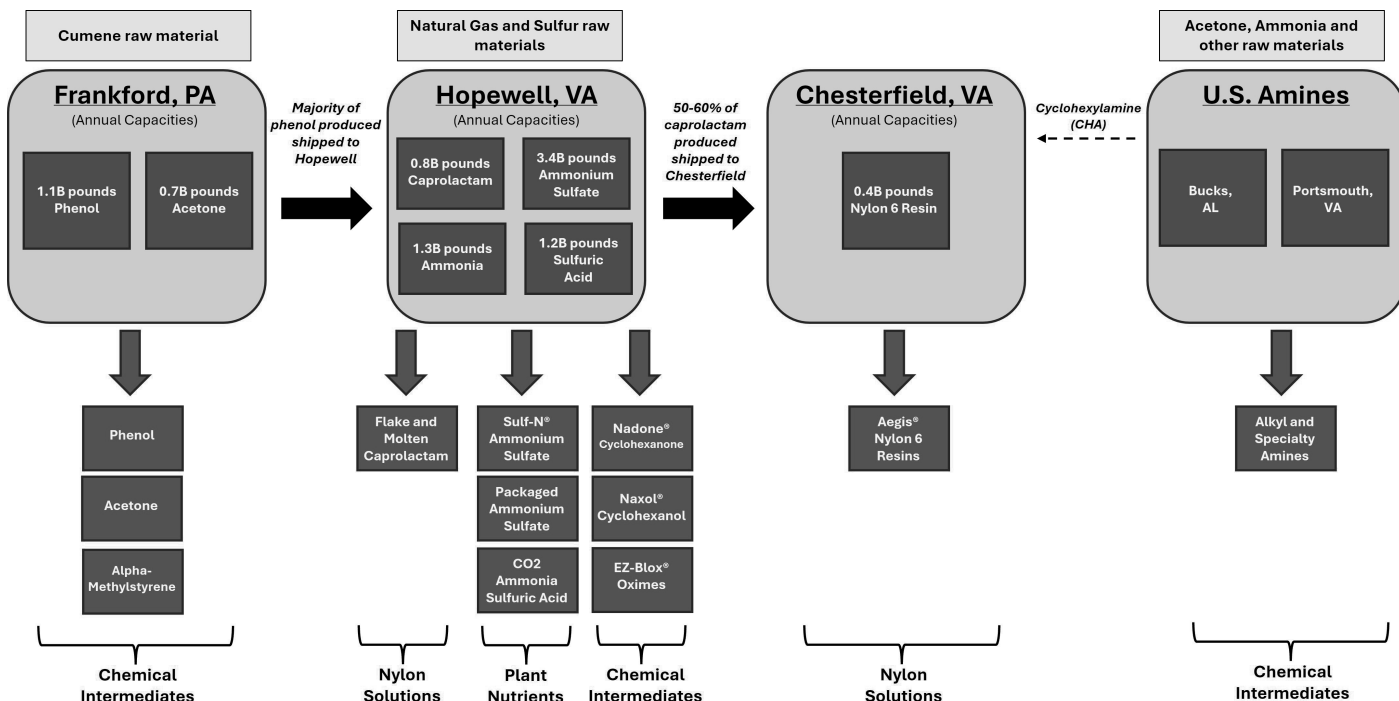 Cumene raw material
Natural Gas and Sulfur raw
materials
Acetone, Ammonia and
other raw materials
Frankford, PA
(Annual Capacities)
1.1B pounds
Phenol
0.7B pounds
Acetone
Majority of
phenol produced
shipped to
Hopewell
Hopewell, VA
(Annual Capacities)
0.8B pounds
Caprolactam
3.4B pounds
Ammonium
Sulfate
1.3B pounds
Ammonia
1.2B pounds
Sulfuric
Acid
50-60% of
caprolactam
produced
shipped to
Chesterfield
Chesterfield, VA
(Annual Capacities)
0.4B pounds
Nylon 6 Resin
Cyclohexylamine
(CHA)
U.S. Amines
Bucks,
AL
Portsmouth,
VA
Phenol
Acetone
Alpha-
Methylstyrene
Chemical
Intermediates
Flake and
Molten
Caprolactam
Nylon
Solutions
Sulf-N®
Ammonium
Sulfate
Packaged
Ammonium
Sulfate
CO2
Ammonia
Sulfuric Acid
Plant
Nutrients
Nadone®
Cyclohexanone
Naxol®
Cyclohexanol
EZ-Blox®
Oximes
Chemical
Intermediates
Aegis®
Nylon 6
Resins
Nylon
Solutions
Alkyl and
Specialty
Amines
Chemical
Intermediates